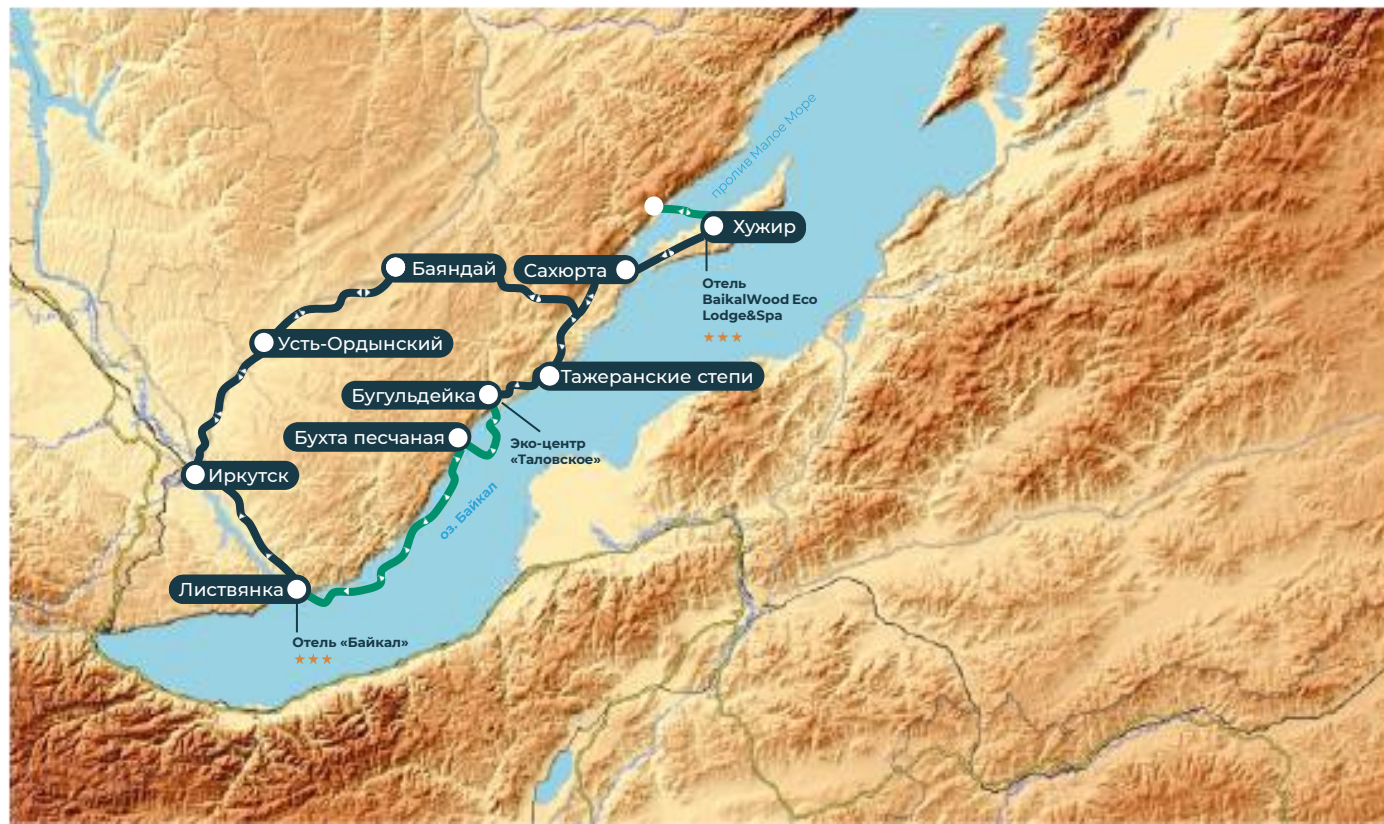 пролив Малое Море
Хужир
Баяндай
Сахюрта
Отель
BaikalWood Eco
Lodge&Spa
Усть-Ордынский
Тажеранские степи
Бугульдейка
Бухта песчаная
Эко-центр
«Таловское»
Иркутск
оз. Байкал
Листвянка
Отель «Байкал»